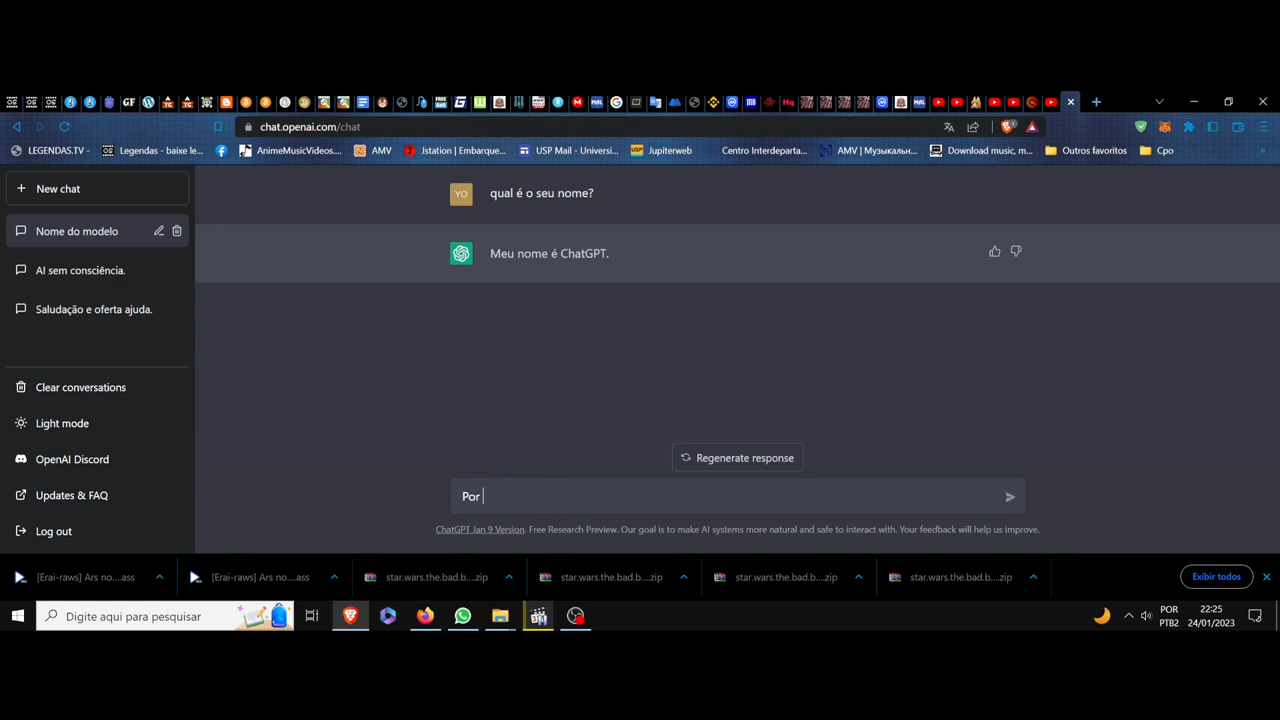 chat.openai.com/chat
1
LEGENDAS.TV -
Legendas - baixe le...
AnimeMusicVideos....
AMV
Jstation | Embarque...
USP Mail - Universi...
Jupiterweb
Centro Interdeparta...
AMV | Музыкальн...
Download music, m...
Outros favoritos
Cpo
New chat
Nome do modelo
AI sem consciência.
Saludação e oferta ajuda.
Clear conversations
Light mode
OpenAI Discord
Updates & FAQ
Log out
YO
qual é o seu nome?
Meu nome é ChatGPT.
Regenerate response
Por
ChatGPT Jan 9 Version. Free Research Preview. Our goal is to make AI systems more natural and safe to interact with. Your feedback will help us improve.
[Erai-raws] Ars no....ass
[Erai-raws] Ars no....ass
star.wars.the.bad.b....zip
star.wars.the.bad.b....zip
star.wars.the.bad.b....zip
star.wars.the.bad.b....zip
Exibir todos
Digite aqui para pesquisar
POR
PTB2
22:25
24/01/2023